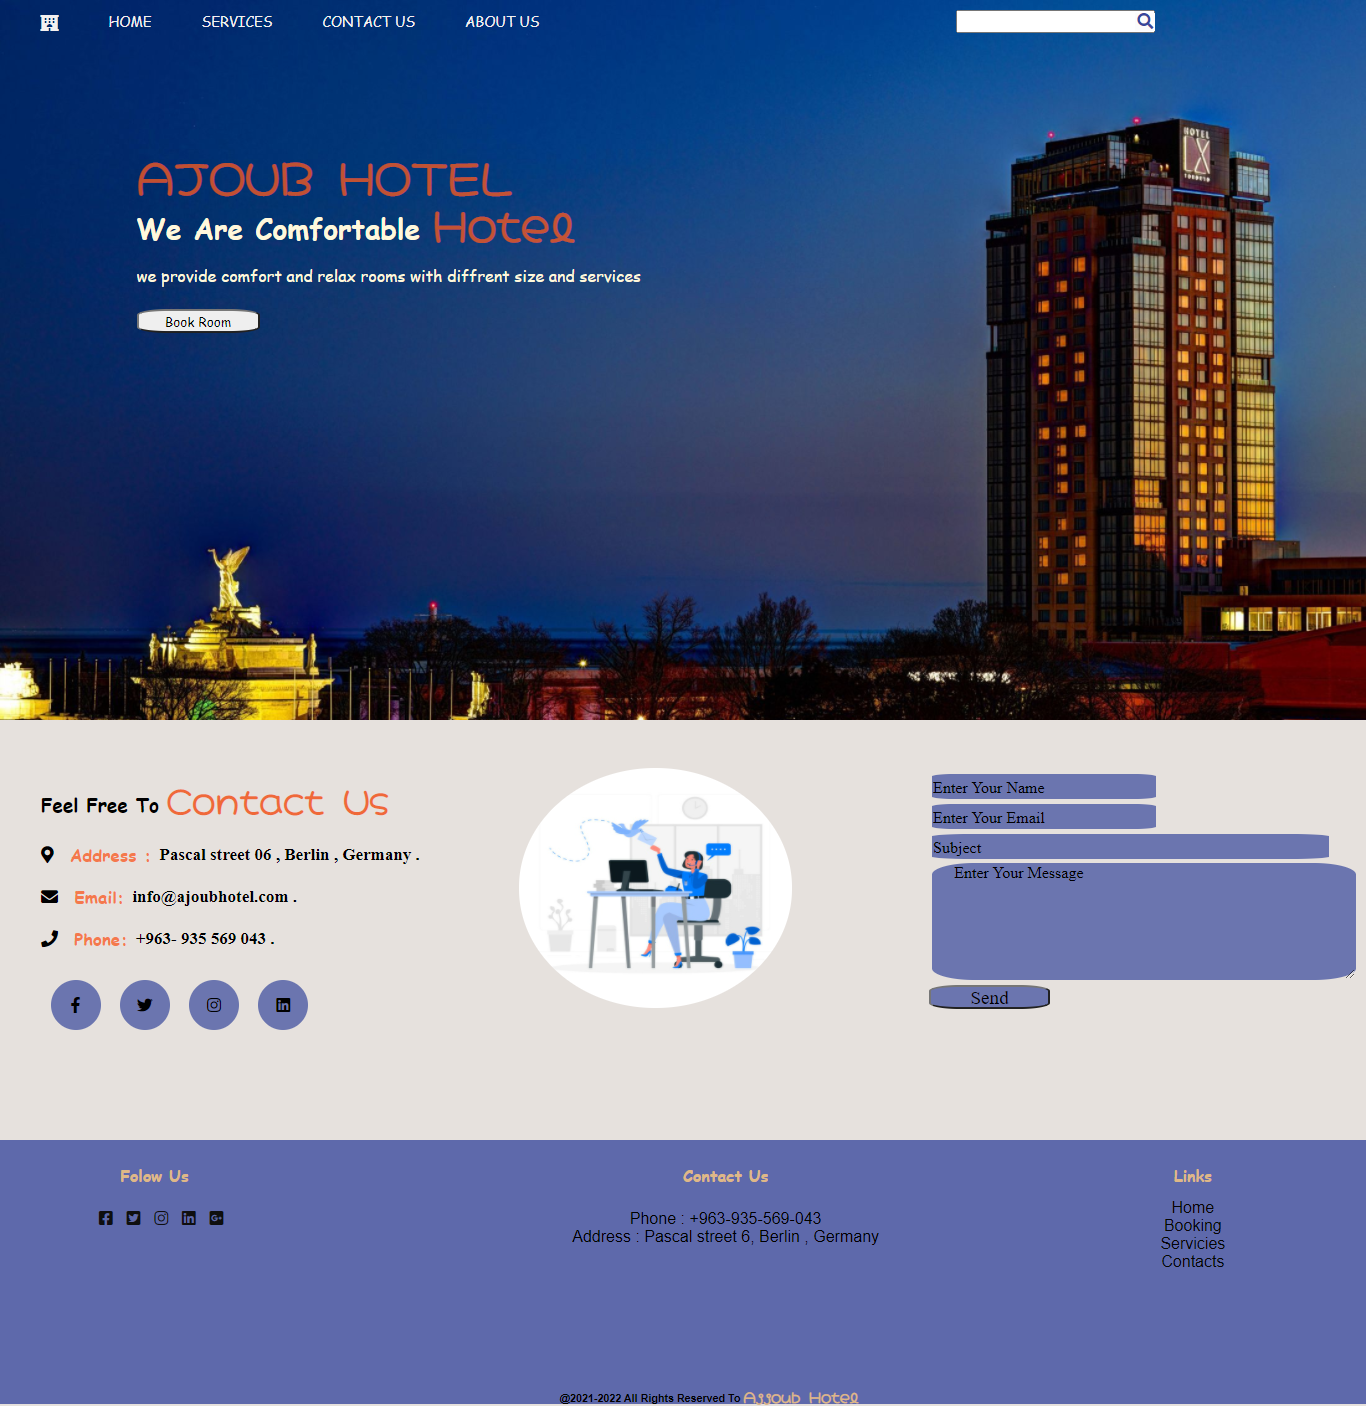 HOME SERVICES CONTACT US ABOUT US
HOTEL
LX
TORONTO
AJOUB HOTEL
We Are Comfortable Hotel
we provide comfort and relax rooms with diffrent size and services
Book Room
Feel Free To Contact Us
Address : Pascal street 06 , Berlin , Germany .
Email: info@ajoubhotel.com .
Phone: +963- 935 569 043 .
Enter Your Name
Enter Your Email
Subject
Enter Your Message
Send
Folow Us
Contact Us
Phone : +963-935-569-043
Address : Pascal street 6, Berlin , Germany
Links
Home
Booking
Servicies
Contacts
@2021-2022 All Rights Reserved To Ajjoub Hotel